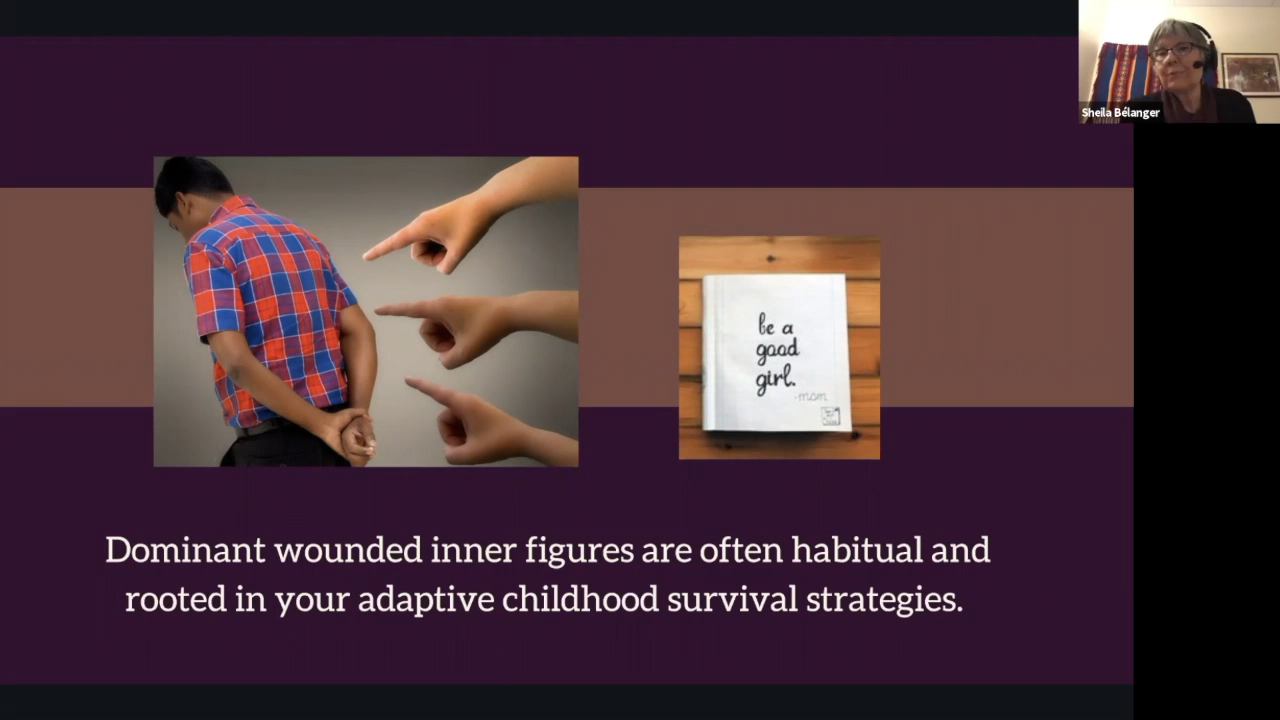 Sheila Bélanger
be a
good
girl.
-mom
Dominant wounded inner figures are often habitual and
rooted in your adaptive childhood survival strategies.